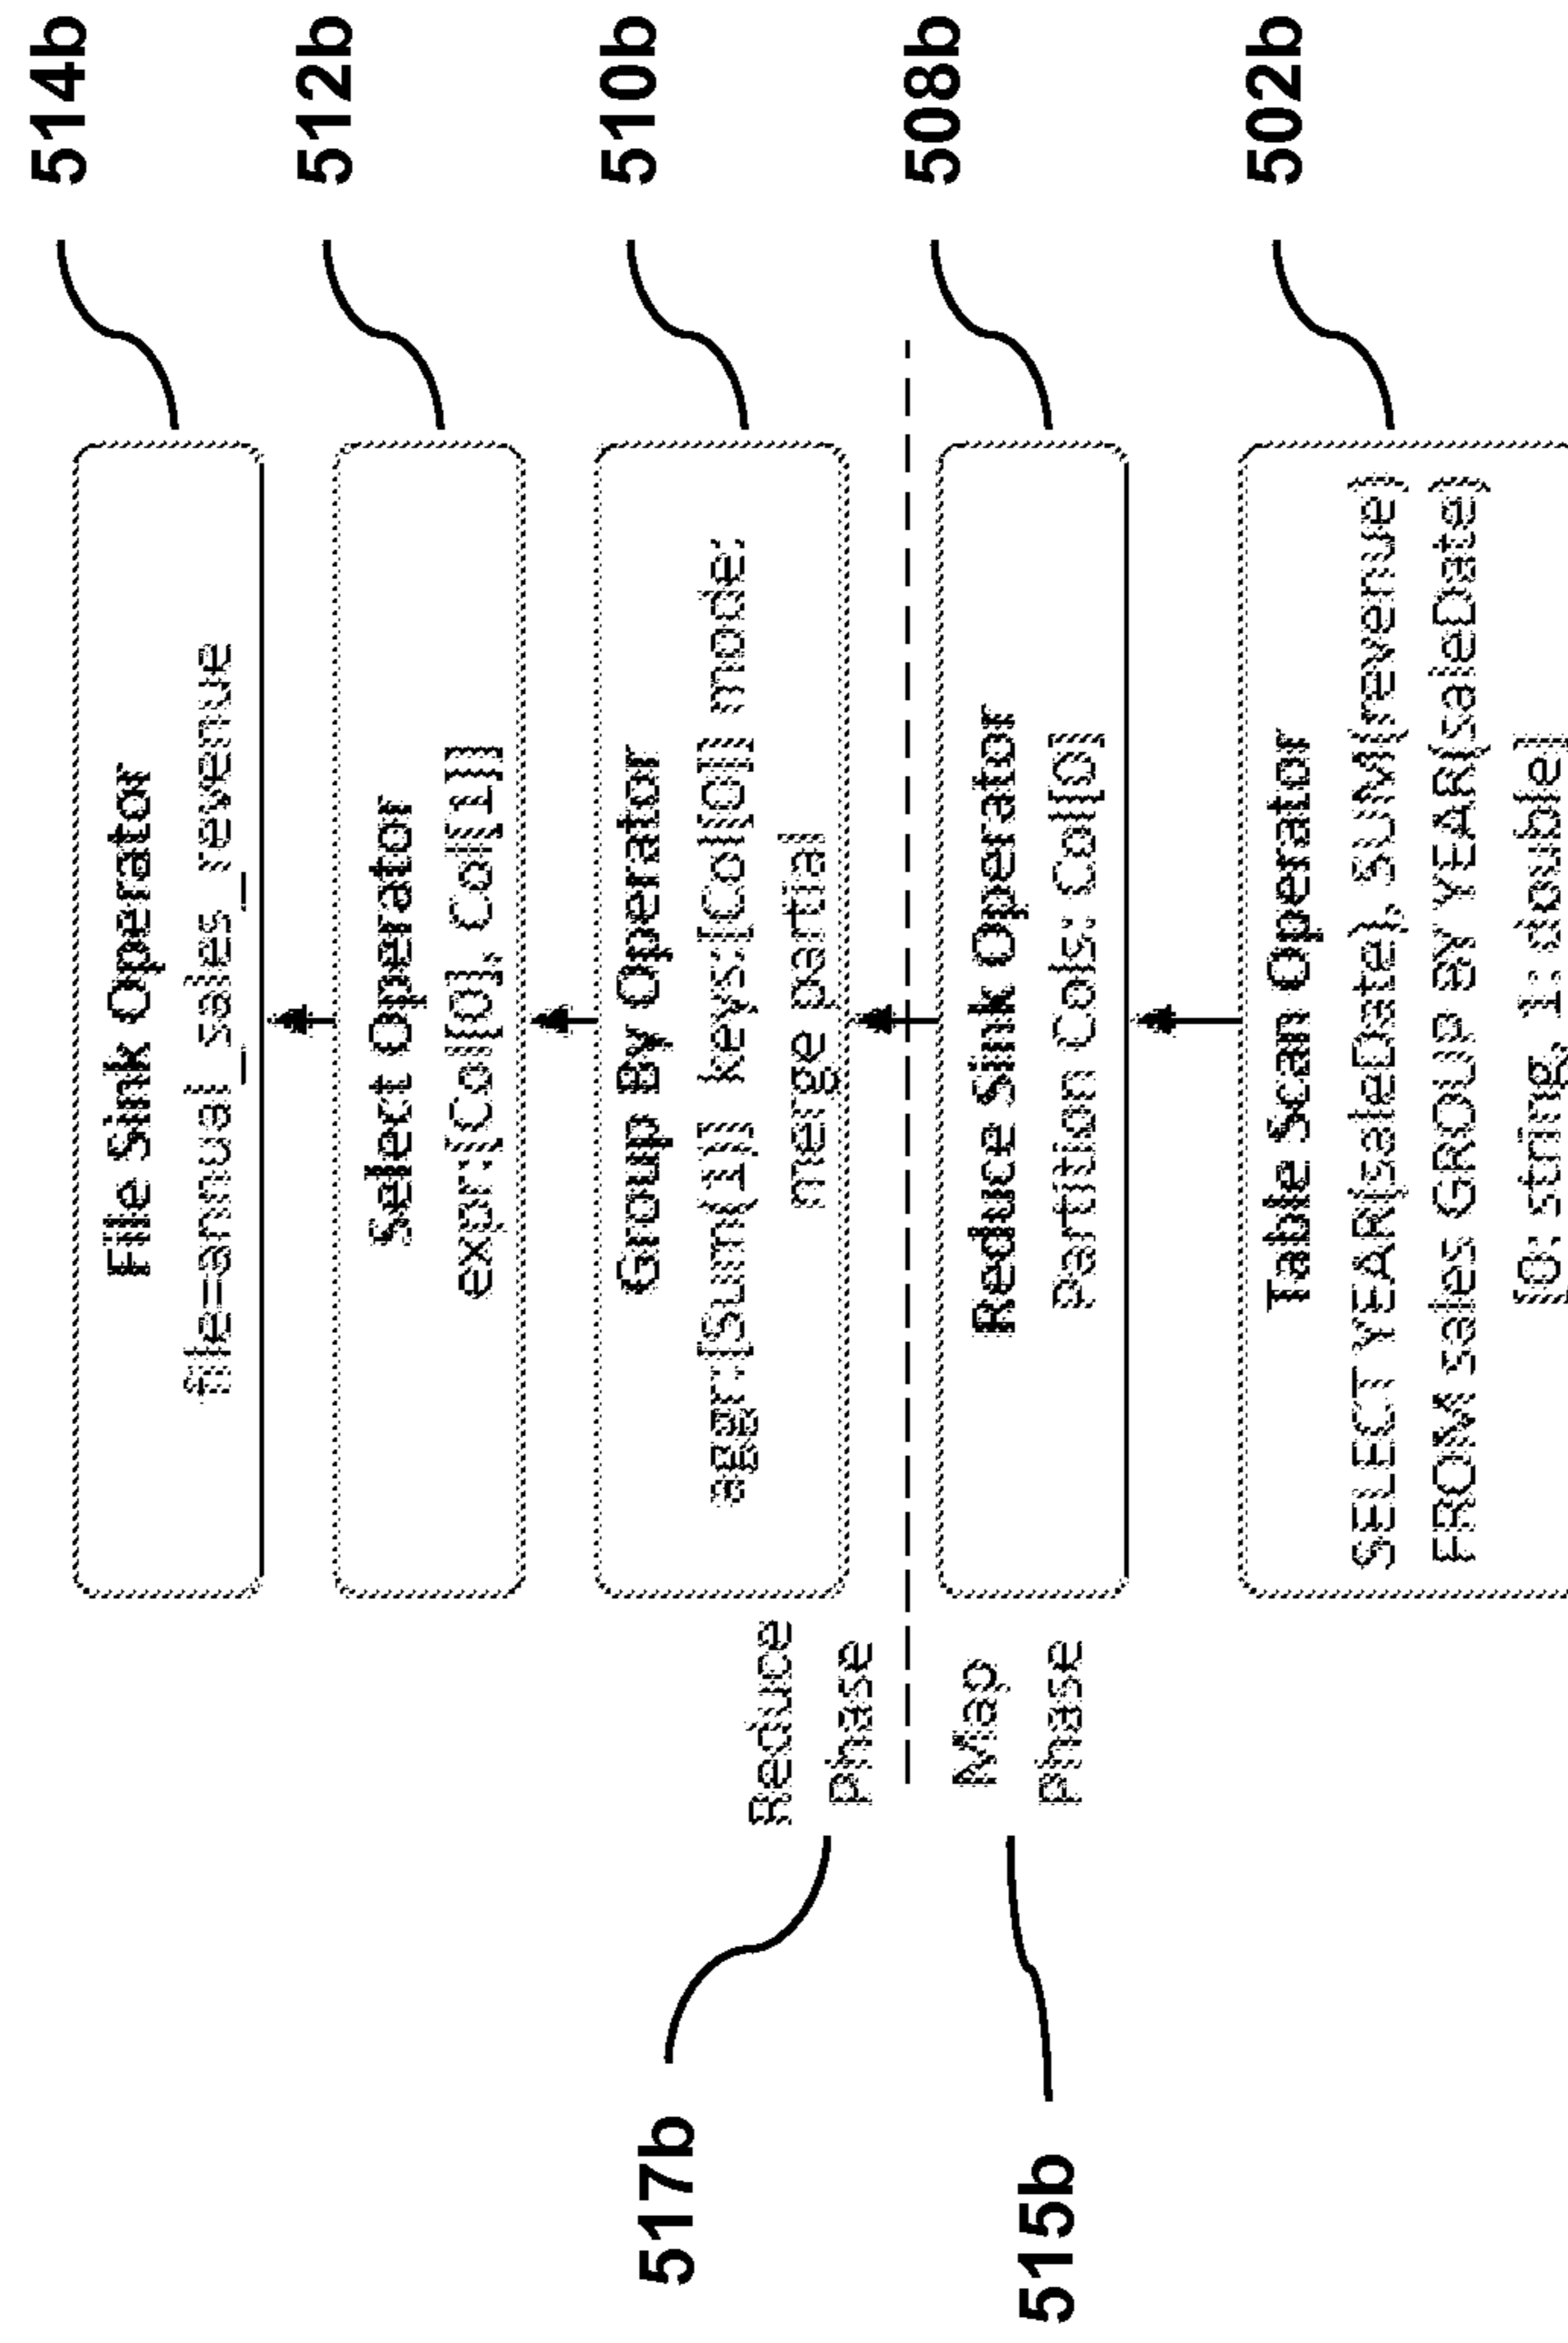 514b
File Sink Operator
file=annual_sales_revenue
512b
Select Operator
expr:[Col[0], Col[1]]
510b
Group By Operator
aggr:[Sum(1)] keys:[Col[0]] mode:
merge partial
517b
Reduce
Phase
515b
Map
phase
508b
Reduce Sink Operator
Partition Cols: Col[0]
502b
Table Scan Operator
SELECT YEAR(saleDate), SUM(revenue)
FROM sales GROUP BY YEAR(saleDate)
[0: string, 1: double]